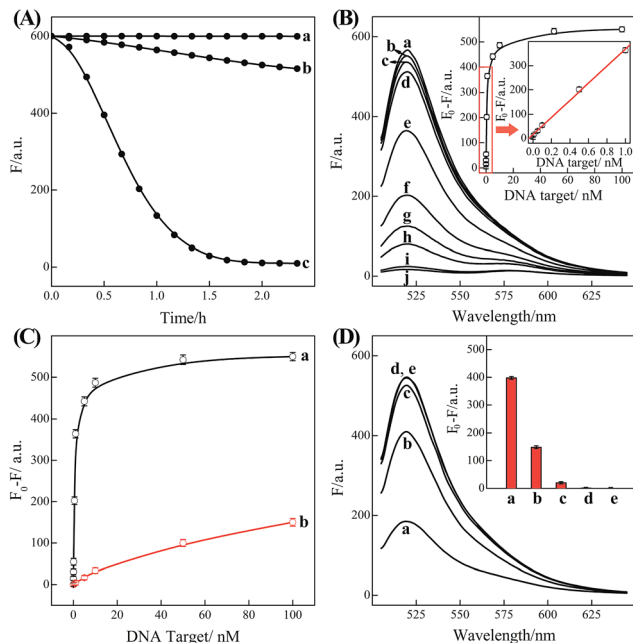 (A)
600
400
200
0
F/a.u.
a
b
c
0.0
1.0
2.0
Time/h
(B)
600
400
200
0
F/a.u.
a
b
c
d
e
f
g
h
i
j
525
550
575
600
625
Wavelength/nm
500
400
300
200
100
0
F₀-F/a.u.
0
20
40
60
80
100
DNA target/ nM
300
200
100
0
F₀-F/a.u.
0.0
0.2
0.4
0.6
0.8
1.0
DNA target/ nM
(C)
500
400
300
200
100
0
F₀-F/ a.u.
a
b
0
20
40
60
80
100
DNA Target/ nM
(D)
600
400
200
0
F/a.u.
d, e
c
b
a
525
550
575
600
625
Wavelength/nm
500
400
300
200
100
0
F₀-F/a.u.
a
b
c
d
e